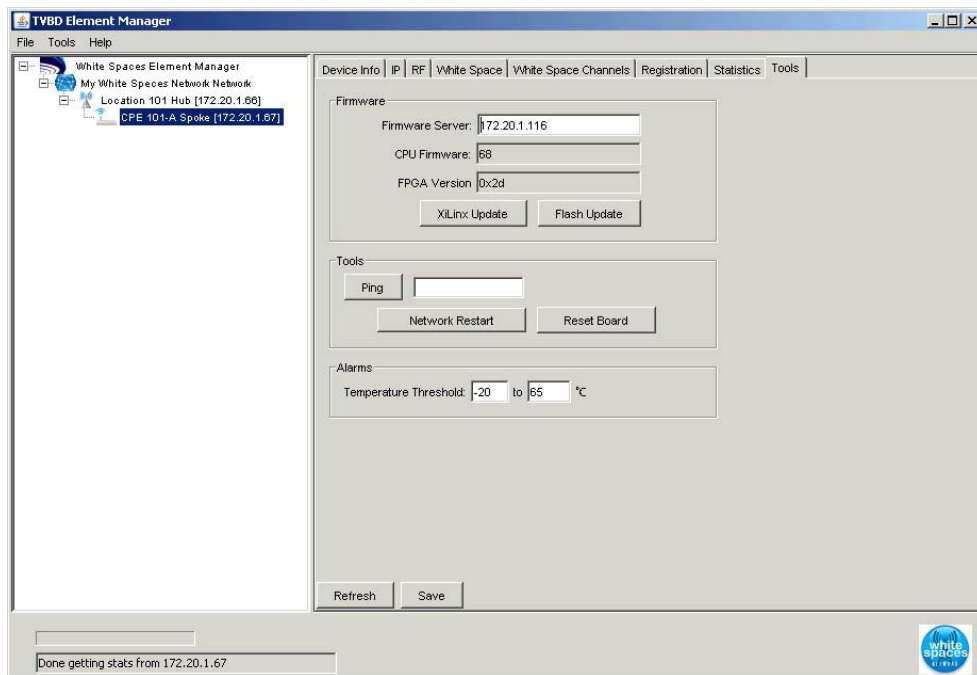 TVBD Element Manager
File Tools Help
White Spaces Element Manager
My White Speces Network Network
Location 101 Hub [172.20.1.66]
CPE 101-A Spoke [172.20.1.67]
Device Info IP RF White Space White Space Channels Registration Statistics Tools
Firmware
Firmware Server: 172.20.1.116
CPU Firmware: 68
FPGA Version 0x2d
XiLinx Update Flash Update
Tools
Ping
Network Restart Reset Board
Alarms
Temperature Threshold: -20 to 65 °C
Refresh Save
Done getting stats from 172.20.1.67
white
spaces
NETWORK